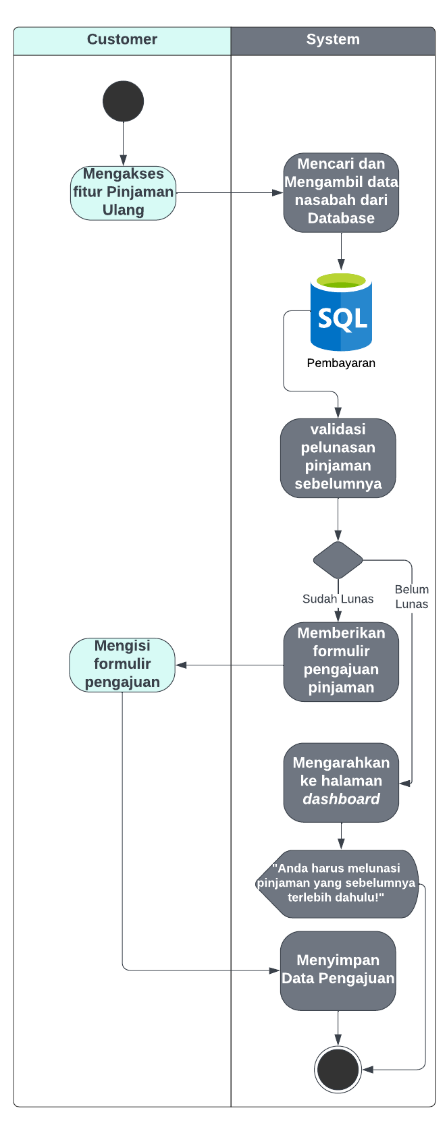 Customer
System
Mengakses
fitur Pinjaman
Ulang
Mencari dan
Mengambil data
nasabah dari
Database
SQL
Pembayaran
validasi
pelunasan
pinjaman
sebelumnya
Sudah Lunas
Belum
Lunas
Memberikan
formulir
pengajuan
pinjaman
Mengisi
formulir
pengajuan
Mengarahkan
ke halaman
dashboard
"Anda harus melunasi
pinjaman yang sebelumnya
terlebih dahulu!"
Menyimpan
Data Pengajuan